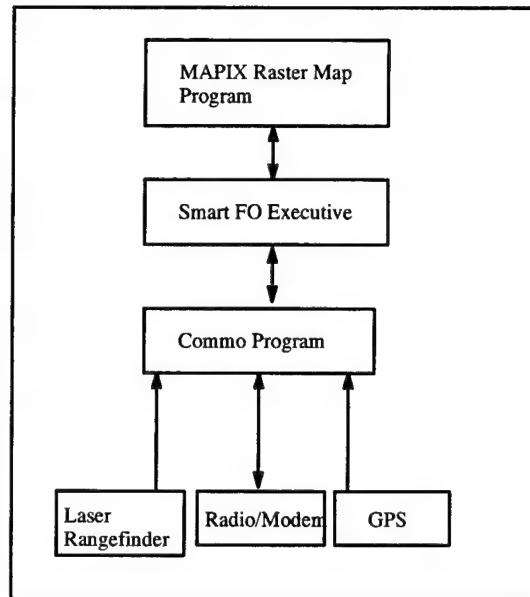 MAPIX Raster Map
Program
Smart FO Executive
Commo Program
Laser
Rangefinder
Radio/Modem
GPS